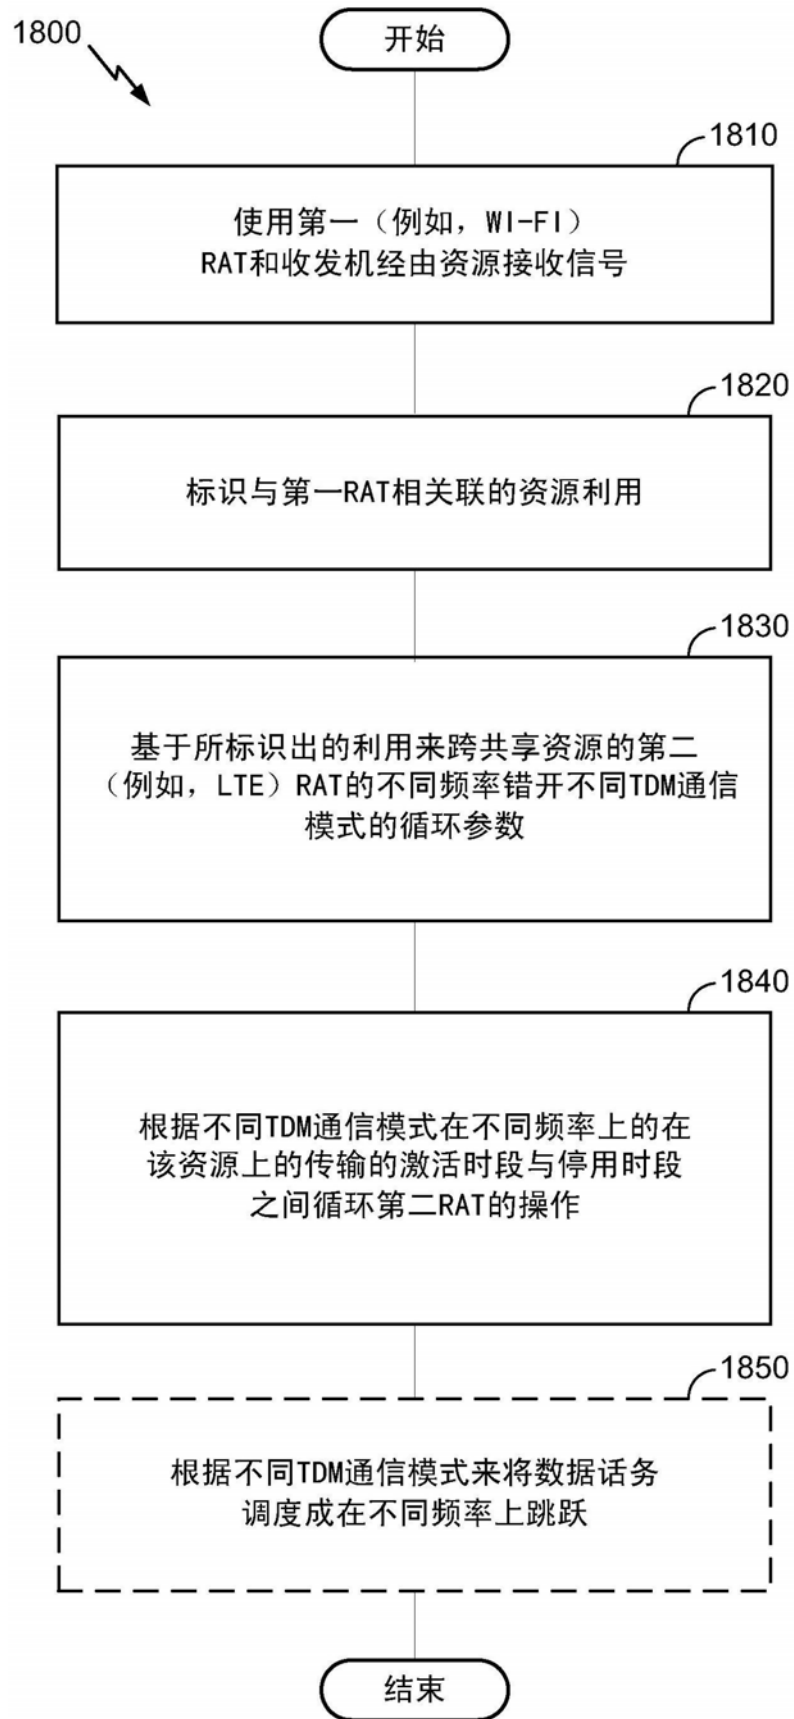 1800
开始
1810
使用第一（例如，WI-FI）
RAT和收发机经由资源接收信号
1820
标识与第一RAT相关联的资源利用
1830
基于所标识出的利用来跨共享资源的第二
（例如，LTE）RAT的不同频率错开不同TDM通信
模式的循环参数
1840
根据不同TDM通信模式在不同频率上的在
该资源上的传输的激活时段与停用时段
之间循环第二RAT的操作
1850
根据不同TDM通信模式来将数据话务
调度成在不同频率上跳跃
结束